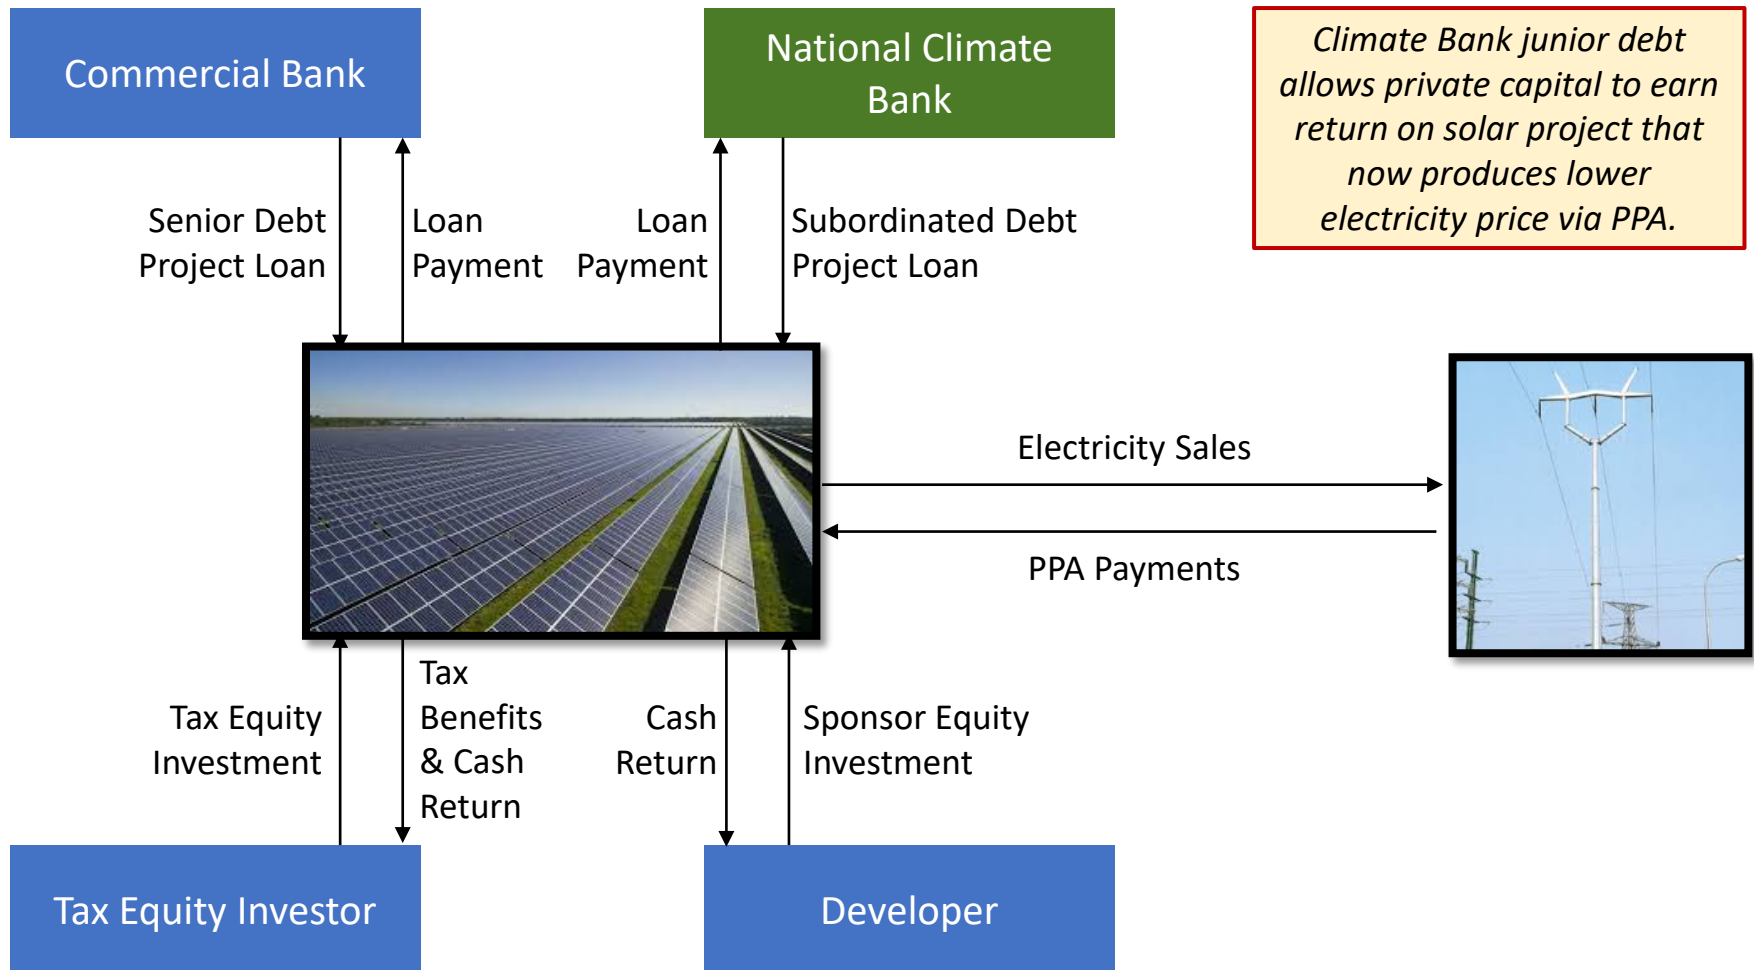 Commercial Bank
National Climate
Bank
Climate Bank junior debt
allows private capital to earn
return on solar project that
now produces lower
electricity price via PPA.
Senior Debt
Project Loan
Loan
Payment
Loan
Payment
Subordinated Debt
Project Loan
Electricity Sales
PPA Payments
Tax Equity
Investment
Tax
Benefits
& Cash
Return
Cash
Return
Sponsor Equity
Investment
Tax Equity Investor
Developer